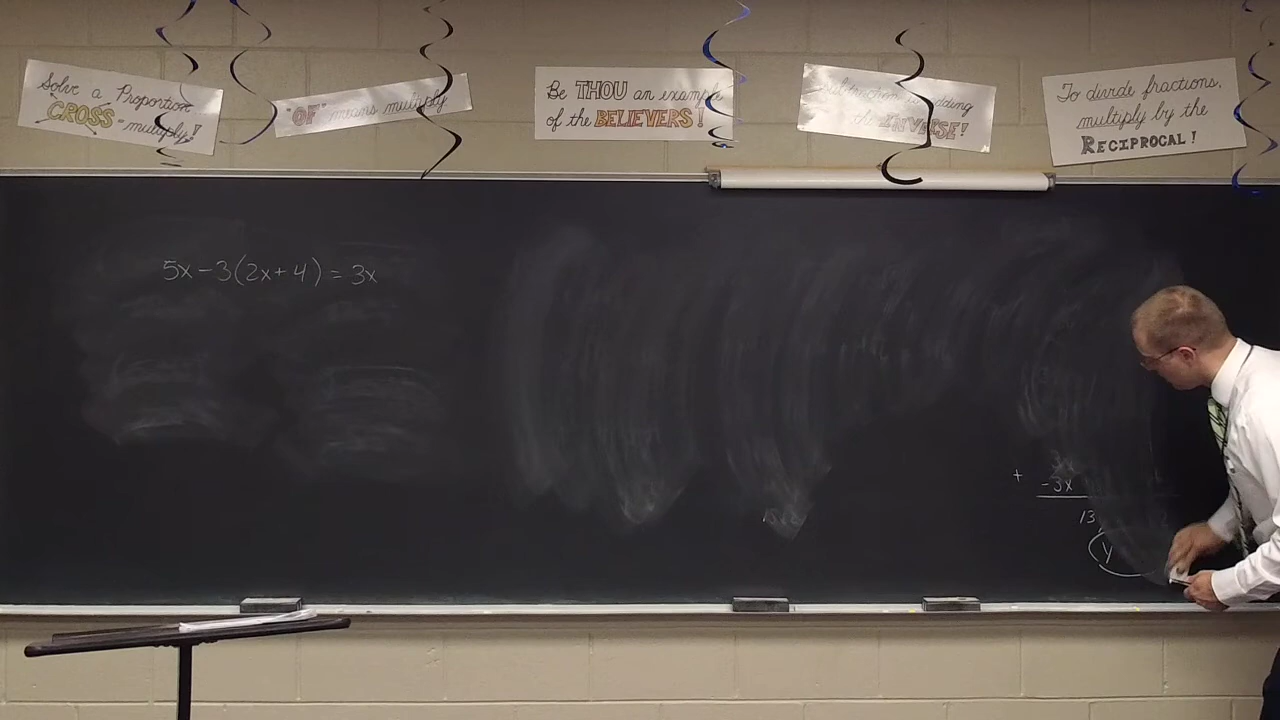 Solve a Proportion
CROSS-multiply!
"OF" means multiply
Be THOU an example
of the BELIEVERS!
the INVERSE!
To divide fractions,
multiply by the
RECIPROCAL!
5x-3(2x+4)=3x
+
-3x
13
y